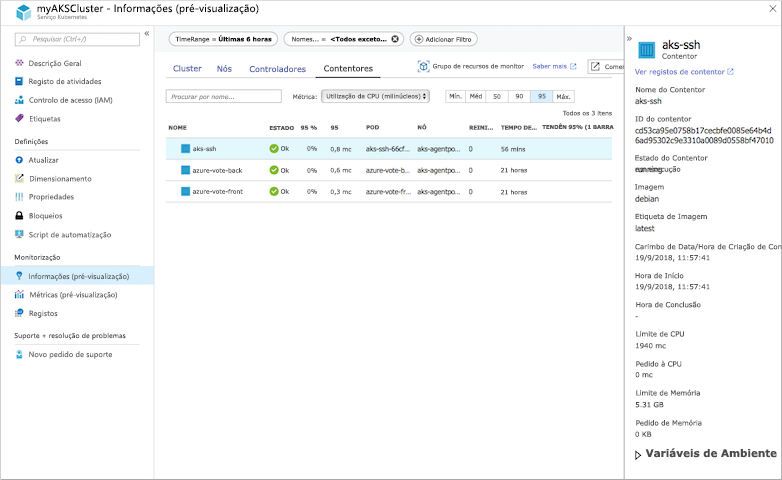 myAKSCluster - Informações (pré-visualização)
Serviço Kubernetes
Pesquisar (Ctrl+/)
Descrição Geral
Registo de atividades
Controlo de acesso (IAM)
Etiquetas
Definições
Atualizar
Dimensionamento
Propriedades
Bloqueios
Script de automatização
Monitorização
Informações (pré-visualização)
Métricas (pré-visualização)
Registos
Suporte + resolução de problemas
Novo pedido de suporte
TimeRange = Últimas 6 horas
Nomes... = <Todos exceto...
Adicionar Filtro
Cluster Nós Controladores Contentores
Grupo de recursos de monitor Saber mais Comer
Procurar por nome...
Métrica: Utilização da CPU (milinúcleos)
Mín. Méd 50 90 95 Máx.
Todos os 3 itens
NOME ESTADO 95 % 95 POD NÓ REINI... TEMPO DE... TENDÊN 95% (1 BARRA
aks-ssh Ok 0% 0,8 mc aks-ssh-66cf... aks-agentpo... 0 56 mins
azure-vote-back Ok 0% 0,6 mc azure-vote-b... aks-agentpo... 0 21 horas
azure-vote-front Ok 0% 0,3 mc azure-vote-fr... aks-agentpo... 0 21 horas
aks-ssh
Contentor
Ver registos de contentor
Nome do Contentor
aks-ssh
ID do contentor
cd53ca95e0758b17cecbfe0085e64b4d
6ad95302c9e3310a0089d0558bf47010
Estado do Contentor
Imagem
debian
Etiqueta de Imagem
latest
Carimbo de Data/Hora de Criação de Con
19/9/2018, 11:57:41
Hora de Início
19/9/2018, 11:57:41
Hora de Conclusão
-
Limite de CPU
1940 mc
Pedido à CPU
0 mc
Limite de Memória
5.31 GB
Pedido de Memória
0 KB
Variáveis de Ambiente